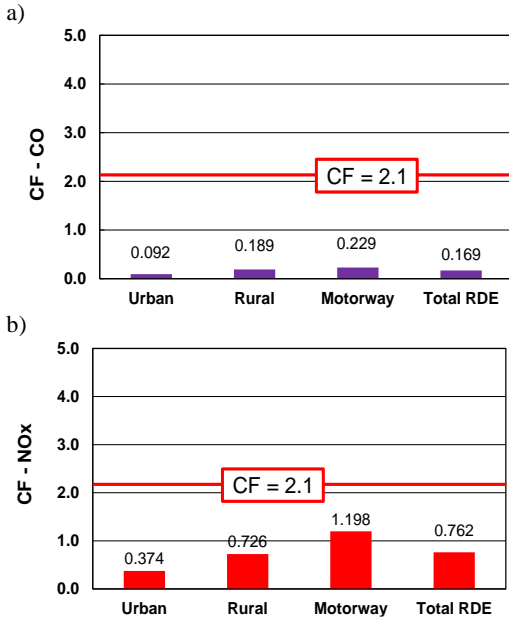 a)
5.0
4.0
3.0
2.0
1.0
0.0
CF - CO
CF = 2.1
0.092
0.189
0.229
0.169
Urban
Rural
Motorway
Total RDE
b)
5.0
4.0
3.0
2.0
1.0
0.0
CF - NOx
CF = 2.1
0.374
0.726
1.198
0.762
Urban
Rural
Motorway
Total RDE